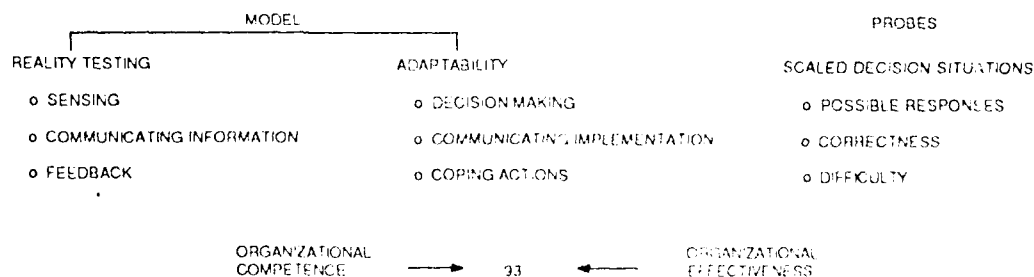 MODEL
PROBES
REALITY TESTING
ADAPTABILITY
SCALED DECISION SITUATIONS
o SENSING
o DECISION MAKING
o POSSIBLE RESPONSES
o COMMUNICATING INFORMATION
o COMMUNICATING IMPLEMENTATION
o CORRECTNESS
o FEEDBACK
o COPING ACTIONS
o DIFFICULTY
ORGANIZATIONAL
COMPETENCE
93
ORGANIZATIONAL
EFFECTIVENESS